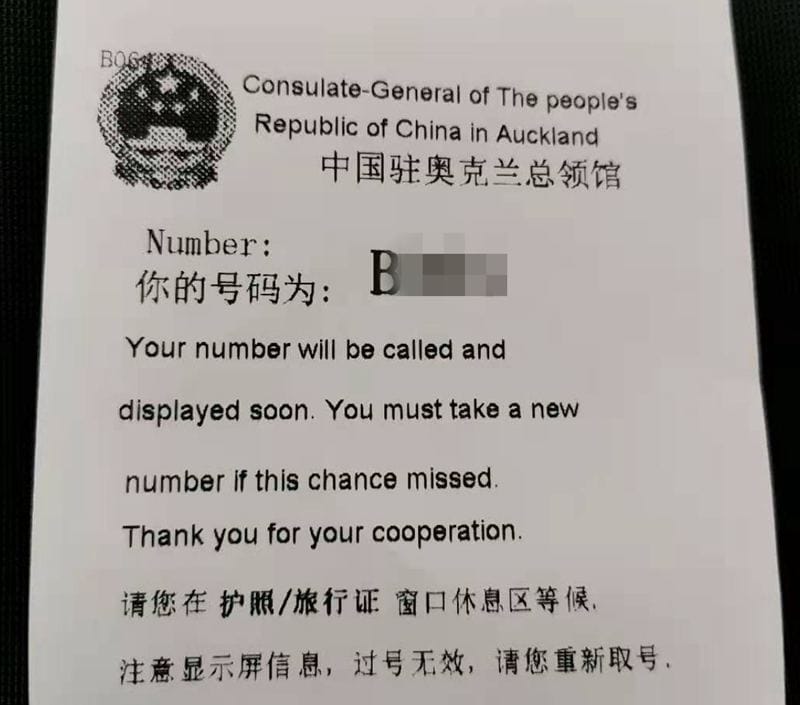 Consulate-General of The people's
Republic of China in Auckland
中国驻奥克兰总领馆
Number:
你的号码为: B
Your number will be called and
displayed soon. You must take a new
number if this chance missed.
Thank you for your cooperation.
请您在 护照/旅行证 窗口休息区等候.
注意显示屏信息, 过号无效, 请您重新取号.